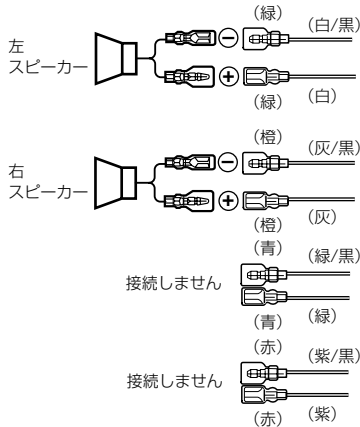 (緑)
(白/黒)
左
スピーカー
⊖
⊕
(緑)
(白)
(橙)
(灰/黒)
右
スピーカー
⊖
⊕
(橙)
(灰)
(青)
(緑/黒)
接続しません
(青)
(緑)
(赤)
(紫/黒)
接続しません
(赤)
(紫)